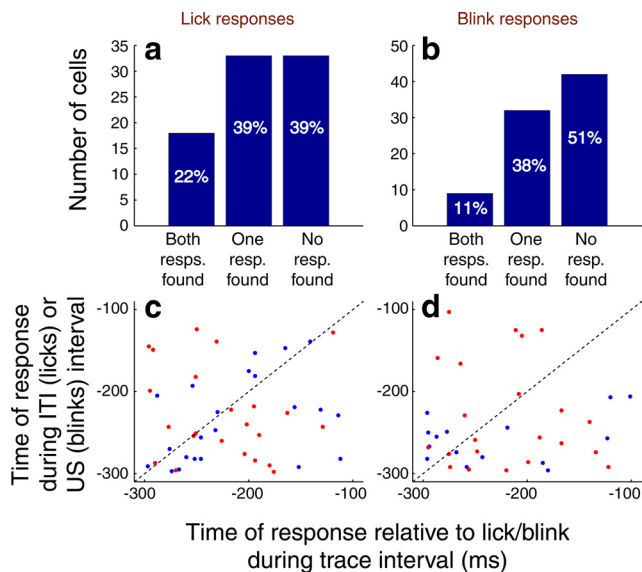 Lick responses
Blink responses
a
b
Number of cells
35
30
25
20
15
10
5
0
22%
39%
39%
Both
resps.
found
One
resp.
found
No
resp.
found
50
40
30
20
10
0
11%
38%
51%
Both
resps.
found
One
resp.
found
No
resp.
found
c
d
Time of response
during ITI (licks) or
US (blinks) interval
-100
-200
-300
-300
-200
-100
-100
-200
-300
-300
-200
-100
Time of response relative to lick/blink
during trace interval (ms)